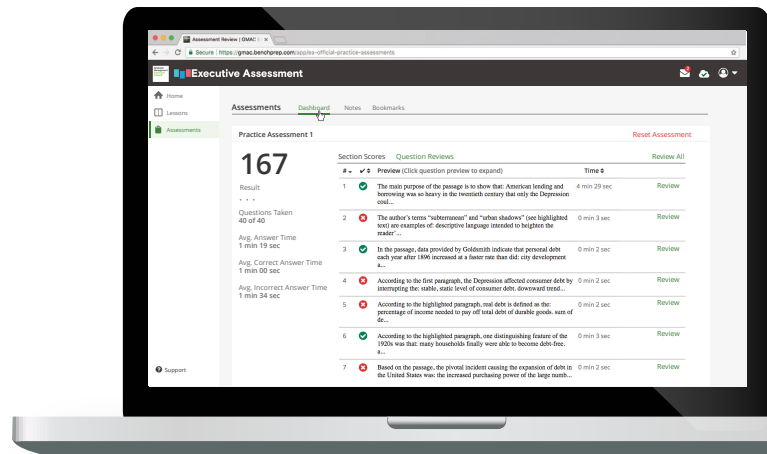 Assessment Review | GMAC
Secure https://gmac.benchprep.com/app/ea-official-practice-assessments
Executive Assessment
2
Home
Lessons
Assessments
Support
Assessments Dashboard Notes Bookmarks
Practice Assessment 1 Reset Assessment
167
Result
Questions Taken
40 of 40
Avg. Answer Time
1 min 19 sec
Avg. Correct Answer Time
1 min 00 sec
Avg. Incorrect Answer Time
1 min 34 sec
Section Scores Question Reviews Review All
# Preview (Click question preview to expand) Time
1 The main purpose of the passage is to show that: American lending and 4 min 29 sec Review
borrowing was so heavy in the twentieth century that only the Depression
coul...
2 The author's terms “subterranean” and “urban shadows” (see highlighted 0 min 3 sec Review
text) are examples of: descriptive language intended to heighten the
reader'...
3 In the passage, data provided by Goldsmith indicate that personal debt 0 min 2 sec Review
each year after 1896 increased at a faster rate than did: city development
a...
4 According to the first paragraph, the Depression affected consumer debt by 0 min 2 sec Review
interrupting the: stable, static level of consumer debt. downward trend...
5 According to the highlighted paragraph, real debt is defined as the: 0 min 2 sec Review
percentage of income needed to pay off total debt of durable goods. sum of
de...
6 According to the highlighted paragraph, one distinguishing feature of the 0 min 3 sec Review
1920s was that: many households finally were able to become debt-free.
a...
7 Based on the passage, the pivotal incident causing the expansion of debt in 0 min 2 sec Review
the United States was: the increased purchasing power of the large numb...